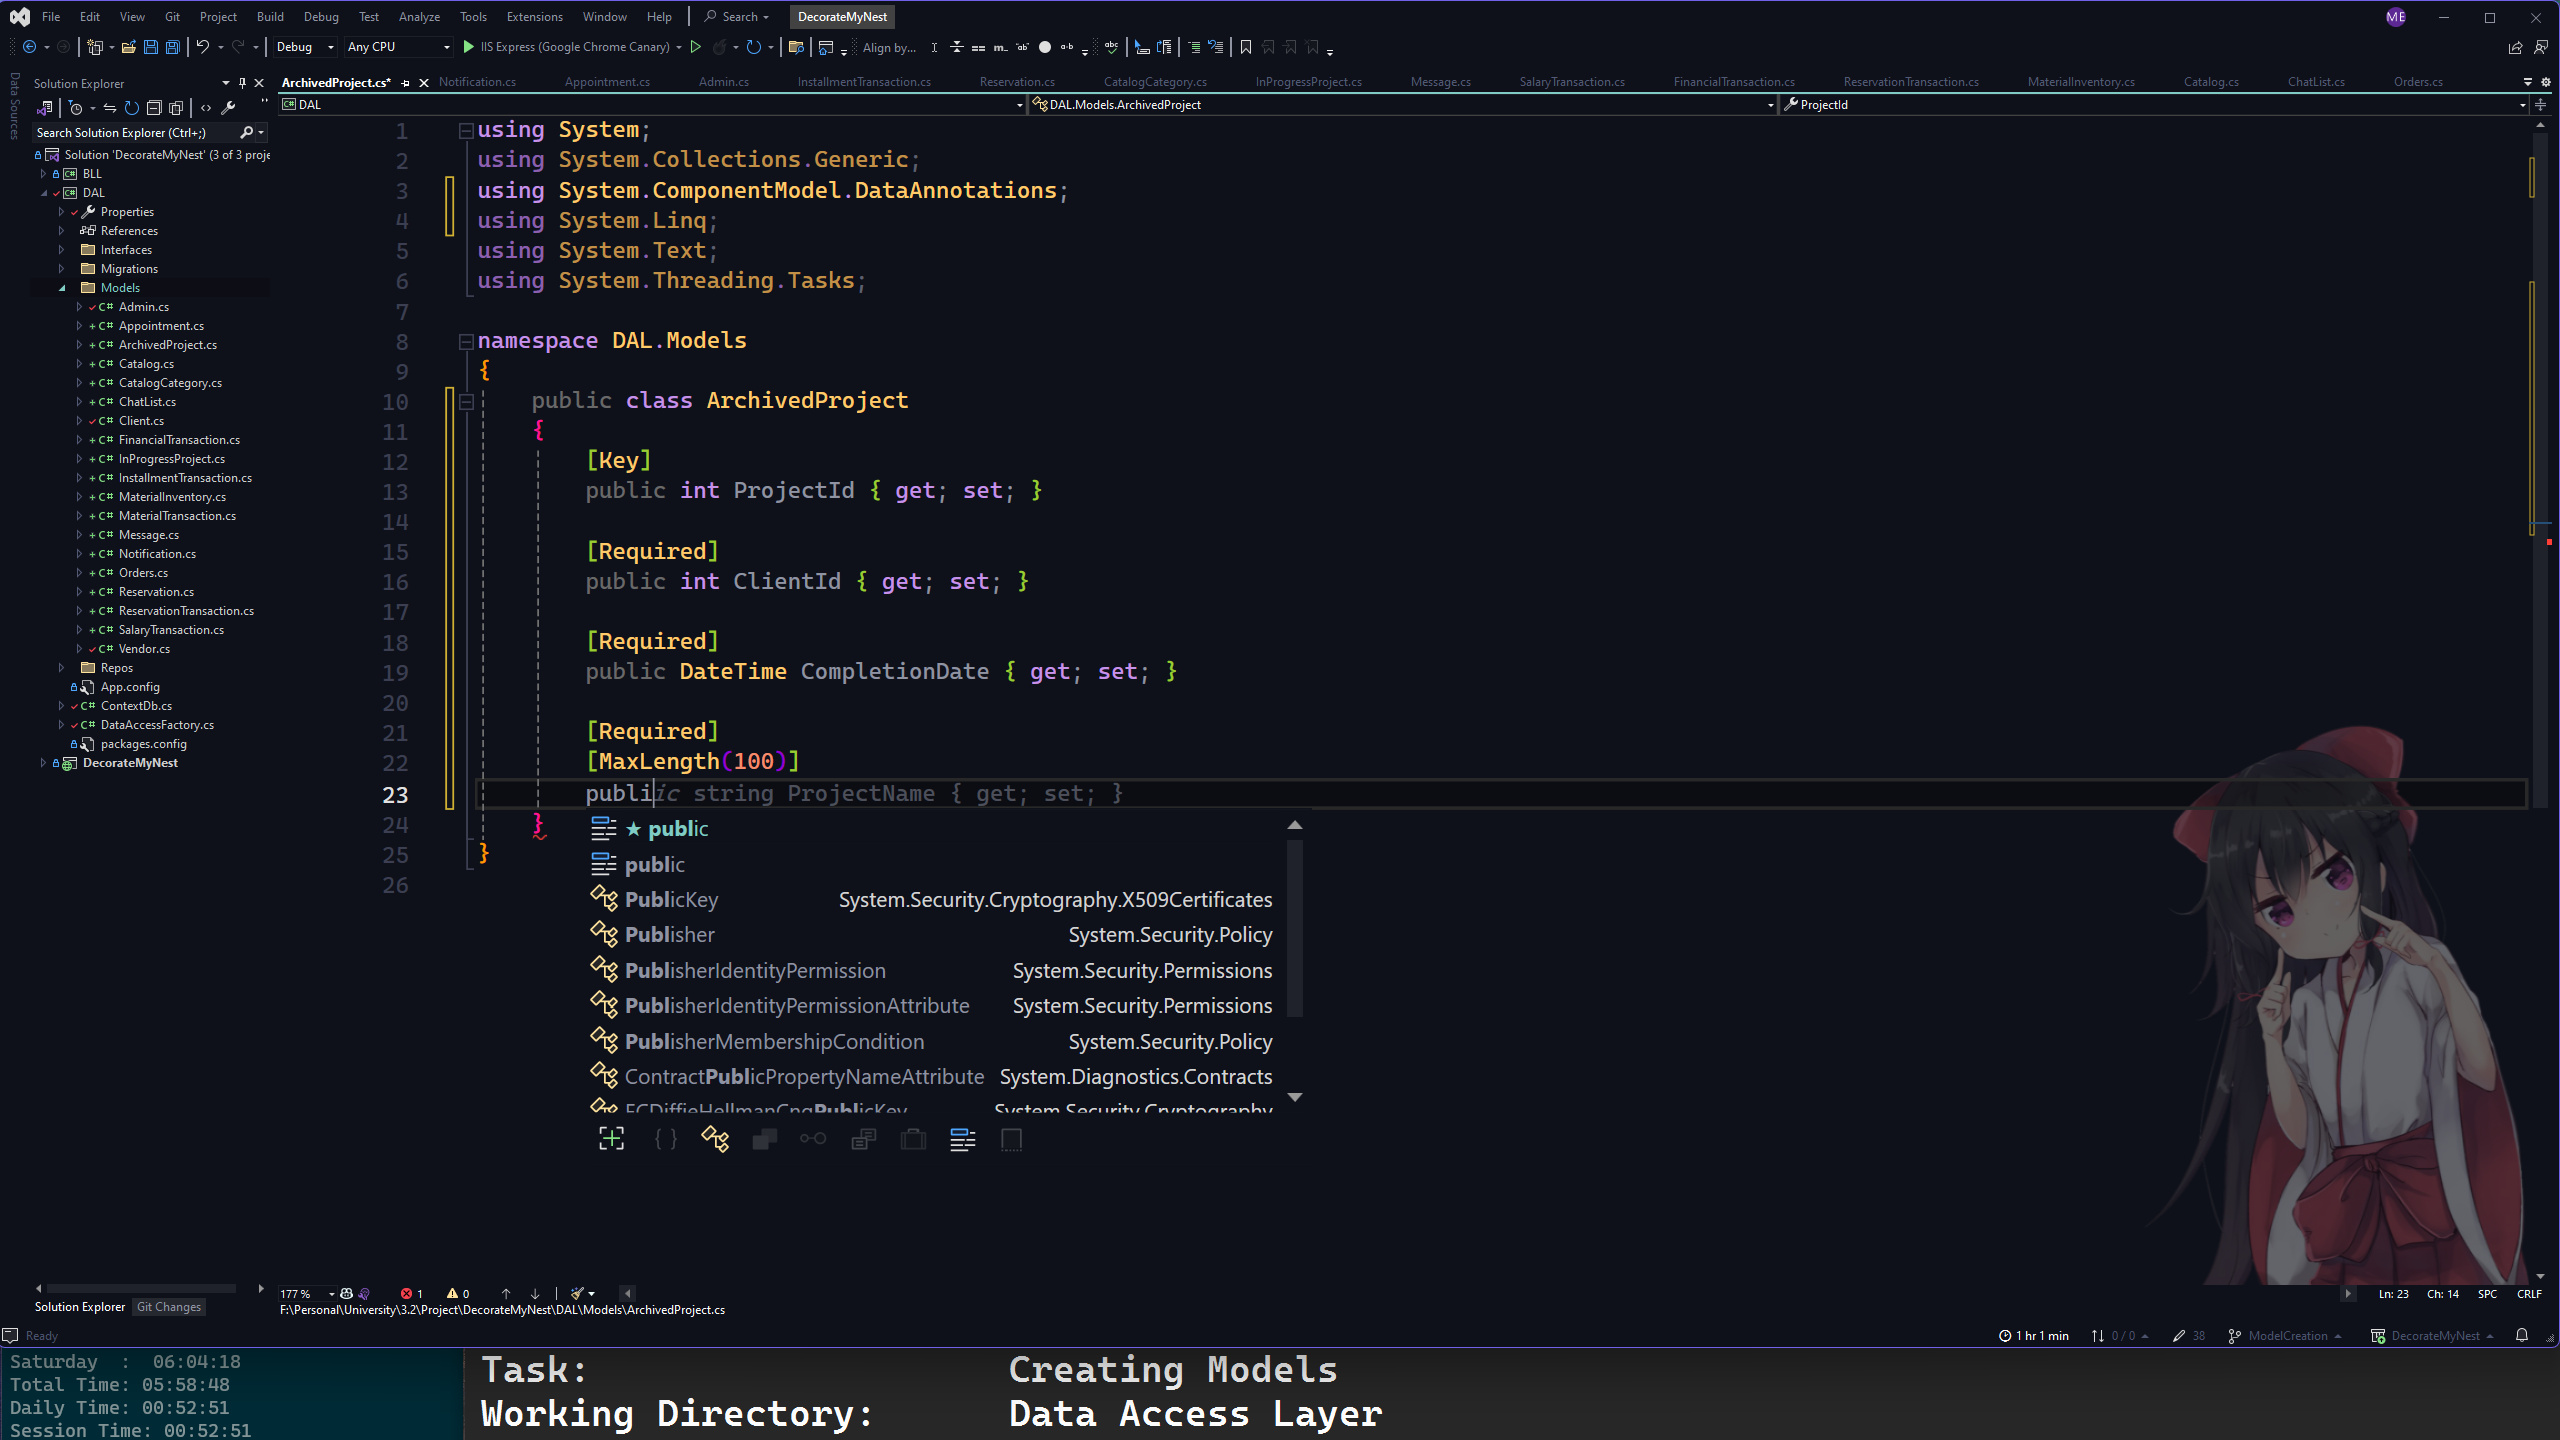 File Edit View Git Project Build Debug Test Analyze Tools Extensions Window Help Search DecorateMyNest ME
Debug Any CPU IIS Express (Google Chrome Canary) Align by...
Data Sources
Solution Explorer
ArchivedProject.cs* Notification.cs Appointment.cs Admin.cs InstallmentTransaction.cs Reservation.cs CatalogCategory.cs InProgressProject.cs Message.cs SalaryTransaction.cs FinancialTransaction.cs ReservationTransaction.cs MaterialInventory.cs Catalog.cs ChatList.cs Orders.cs
DAL DAL.Models.ArchivedProject ProjectId
Search Solution Explorer (Ctrl+;)
Solution 'DecorateMyNest' (3 of 3 proje
BLL
DAL
Properties
References
Interfaces
Migrations
Models
Admin.cs
Appointment.cs
ArchivedProject.cs
Catalog.cs
CatalogCategory.cs
ChatList.cs
Client.cs
FinancialTransaction.cs
InProgressProject.cs
InstallmentTransaction.cs
MaterialInventory.cs
MaterialTransaction.cs
Message.cs
Notification.cs
Orders.cs
Reservation.cs
ReservationTransaction.cs
SalaryTransaction.cs
Vendor.cs
Repos
App.config
ContextDb.cs
DataAccessFactory.cs
packages.config
DecorateMyNest
1 using System;
2 using System.Collections.Generic;
3 using System.ComponentModel.DataAnnotations;
4 using System.Linq;
5 using System.Text;
6 using System.Threading.Tasks;
7
8 namespace DAL.Models
9 {
10 public class ArchivedProject
11 {
12 [Key]
13 public int ProjectId { get; set; }
14
15 [Required]
16 public int ClientId { get; set; }
17
18 [Required]
19 public DateTime CompletionDate { get; set; }
20
21 [Required]
22 [MaxLength(100)]
23 publiic string ProjectName { get; set; }
24 }
25 }
26
★ public
public
PublicKey System.Security.Cryptography.X509Certificates
Publisher System.Security.Policy
PublisherIdentityPermission System.Security.Permissions
PublisherIdentityPermissionAttribute System.Security.Permissions
PublisherMembershipCondition System.Security.Policy
ContractPublicPropertyNameAttribute System.Diagnostics.Contracts
ECDiffieHellmanCngPublicKey System.Security.Cryptography
177 % 1 0 Ln: 23 Ch: 14 SPC CRLF
Solution Explorer Git Changes
F:\Personal\University\3.2\Project\DecorateMyNest\DAL\Models\ArchivedProject.cs
Ready 1 hr 1 min 0 / 0 38 ModelCreation DecorateMyNest
Saturday : 06:04:18
Total Time: 05:58:48
Daily Time: 00:52:51
Session Time: 00:52:51
Task: Creating Models
Working Directory: Data Access Layer